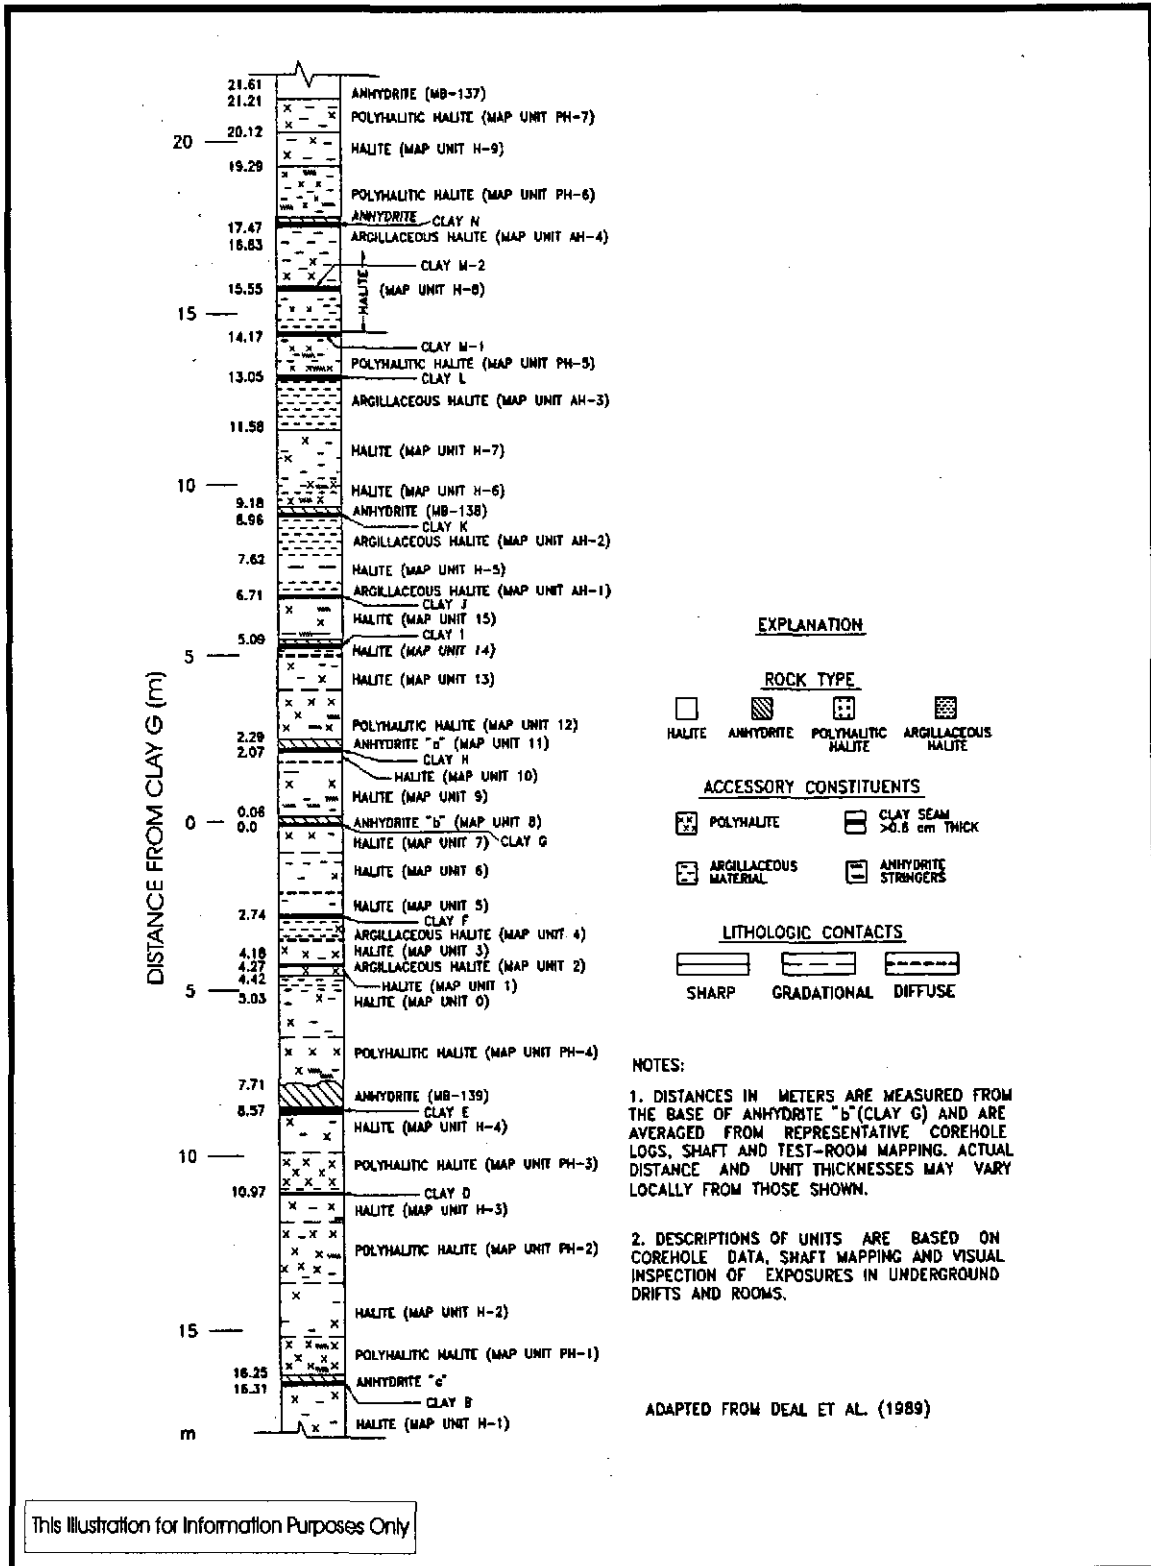 21.61
ANHYDRITE (MB-137)
21.21
POLYHALITIC HALITE (MAP UNIT PH-7)
20.12
20
HALITE (MAP UNIT H-9)
19.29
POLYHALITIC HALITE (MAP UNIT PH-6)
ANHYDRITE
CLAY N
17.47
ARGILLACEOUS HALITE (MAP UNIT AH-4)
16.63
CLAY M-2
HALITE
(MAP UNIT H-8)
15.55
15
14.17
CLAY M-1
POLYHALITIC HALITE (MAP UNIT PH-5)
13.05
CLAY L
ARGILLACEOUS HALITE (MAP UNIT AH-3)
11.58
HALITE (MAP UNIT H-7)
10
HALITE (MAP UNIT H-6)
9.18
ANHYDRITE (MB-138)
8.96
CLAY K
ARGILLACEOUS HALITE (MAP UNIT AH-2)
7.62
HALITE (MAP UNIT H-5)
ARGILLACEOUS HALITE (MAP UNIT AH-1)
6.71
CLAY J
HALITE (MAP UNIT 15)
5.09
CLAY I
HALITE (MAP UNIT 14)
5
HALITE (MAP UNIT 13)
POLYHALITIC HALITE (MAP UNIT 12)
2.29
ANHYDRITE "a" (MAP UNIT 11)
2.07
CLAY H
HALITE (MAP UNIT 10)
HALITE (MAP UNIT 9)
0.06
0
0.0
ANHYDRITE "b" (MAP UNIT 8)
HALITE (MAP UNIT 7)
CLAY G
HALITE (MAP UNIT 6)
HALITE (MAP UNIT 5)
2.74
CLAY F
ARGILLACEOUS HALITE (MAP UNIT 4)
4.18
HALITE (MAP UNIT 3)
4.27
ARGILLACEOUS HALITE (MAP UNIT 2)
4.42
HALITE (MAP UNIT 1)
5
5.03
HALITE (MAP UNIT 0)
POLYHALITIC HALITE (MAP UNIT PH-4)
7.71
ANHYDRITE (MB-139)
8.57
CLAY E
HALITE (MAP UNIT H-4)
10
POLYHALITIC HALITE (MAP UNIT PH-3)
10.97
CLAY D
HALITE (MAP UNIT H-3)
POLYHALITIC HALITE (MAP UNIT PH-2)
HALITE (MAP UNIT H-2)
15
POLYHALITIC HALITE (MAP UNIT PH-1)
16.25
ANHYDRITE "c"
16.31
CLAY B
HALITE (MAP UNIT H-1)
m
DISTANCE FROM CLAY G (m)
EXPLANATION
ROCK TYPE
HALITE
ANHYDRITE
POLYHALITIC
HALITE
ARGILLACEOUS
HALITE
ACCESSORY CONSTITUENTS
POLYHALITE
CLAY SEAM
>0.6 cm THICK
ARGILLACEOUS
MATERIAL
ANHYDRITE
STRINGERS
LITHOLOGIC CONTACTS
SHARP
GRADATIONAL
DIFFUSE
NOTES:
1. DISTANCES IN METERS ARE MEASURED FROM
THE BASE OF ANHYDRITE "b"(CLAY G) AND ARE
AVERAGED FROM REPRESENTATIVE COREHOLE
LOGS, SHAFT AND TEST-ROOM MAPPING. ACTUAL
DISTANCE AND UNIT THICKNESSES MAY VARY
LOCALLY FROM THOSE SHOWN.
2. DESCRIPTIONS OF UNITS ARE BASED ON
COREHOLE DATA, SHAFT MAPPING AND VISUAL
INSPECTION OF EXPOSURES IN UNDERGROUND
DRIFTS AND ROOMS.
ADAPTED FROM DEAL ET AL. (1989)
This Illustration for Information Purposes Only